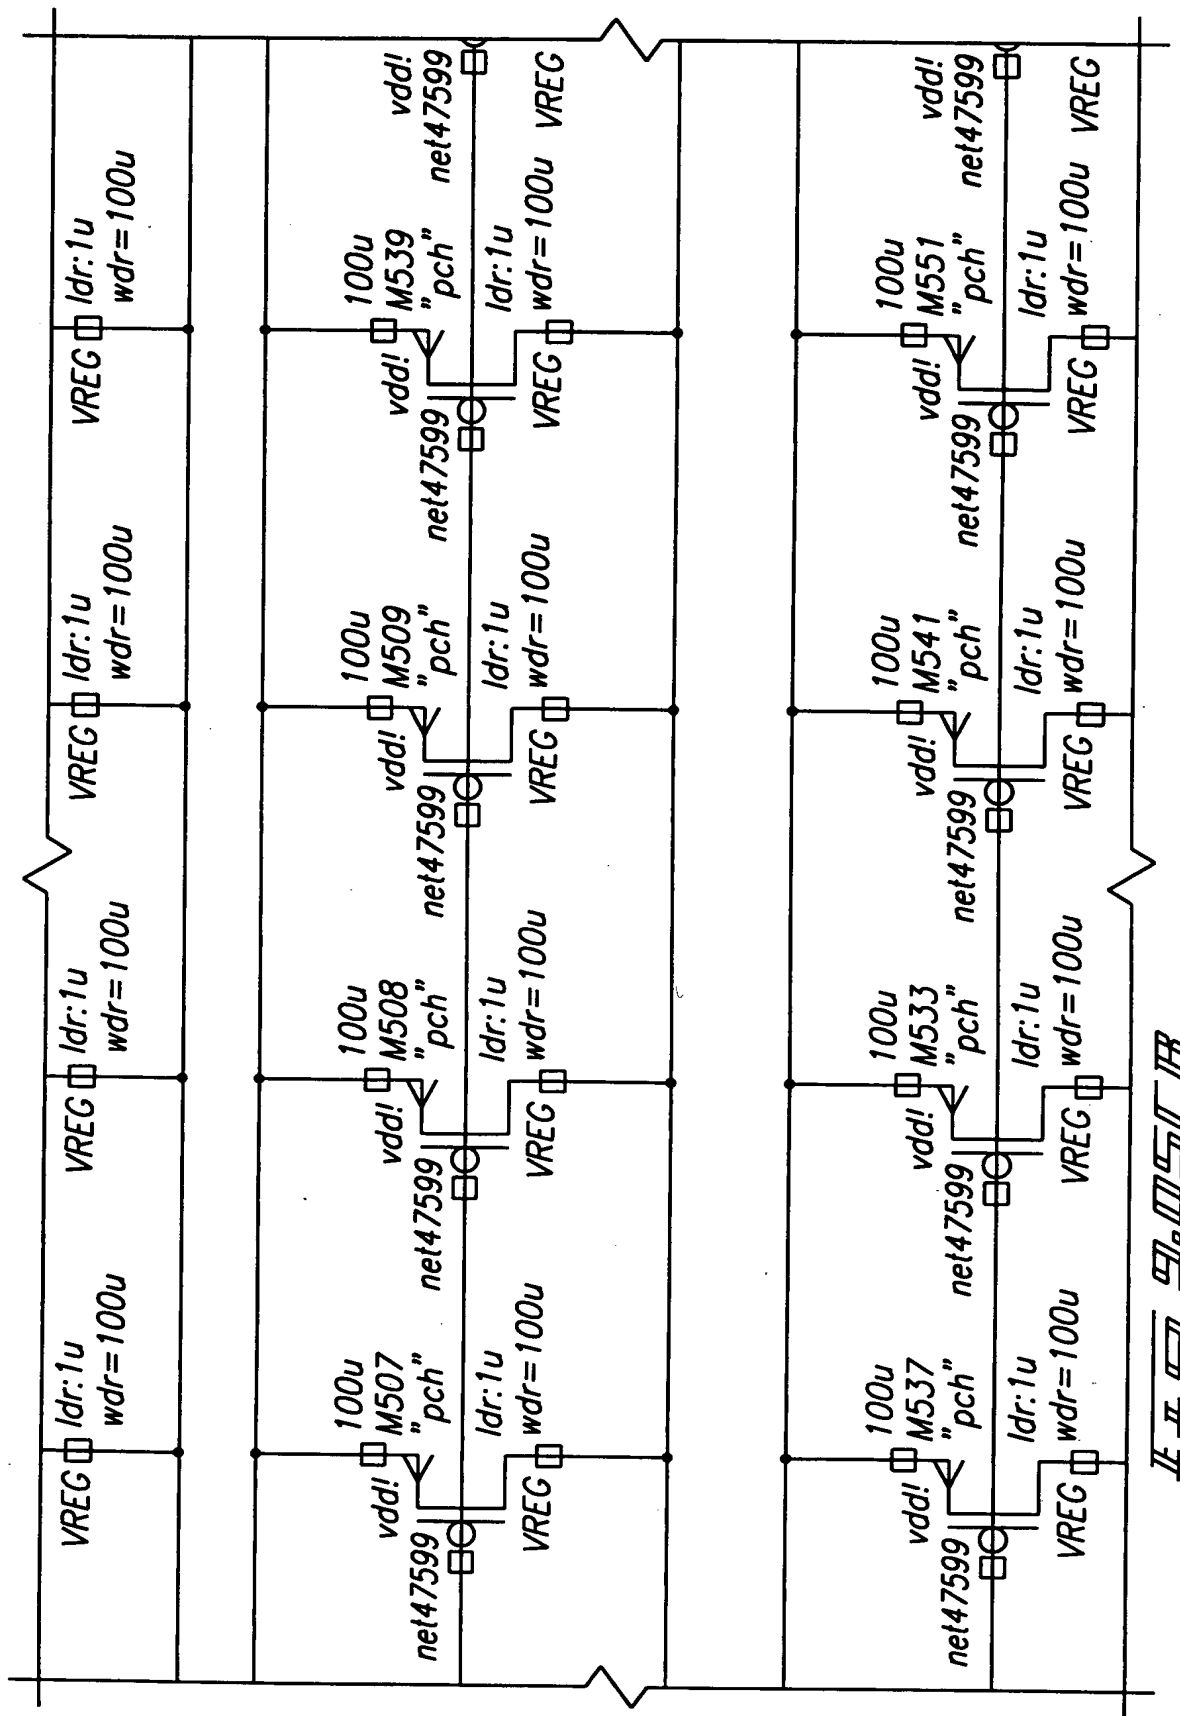 VREG ldr:1u
wdr=100u
VREG ldr:1u
wdr=100u
VREG ldr:1u
wdr=100u
VREG ldr:1u
wdr=100u
100u
vdd! M507
net47599 "pch"
ldr:1u
VREG wdr=100u
100u
vdd! M508
net47599 "pch"
ldr:1u
VREG wdr=100u
100u
vdd! M509
net47599 "pch"
ldr:1u
VREG wdr=100u
100u
vdd! M539
net47599 "pch"
ldr:1u
VREG wdr=100u
vdd!
net47599
VREG
100u
vdd! M537
net47599 "pch"
ldr:1u
VREG wdr=100u
100u
vdd! M533
net47599 "pch"
ldr:1u
VREG wdr=100u
100u
vdd! M541
net47599 "pch"
ldr:1u
VREG wdr=100u
100u
vdd! M551
net47599 "pch"
ldr:1u
VREG wdr=100u
vdd!
net47599
VREG